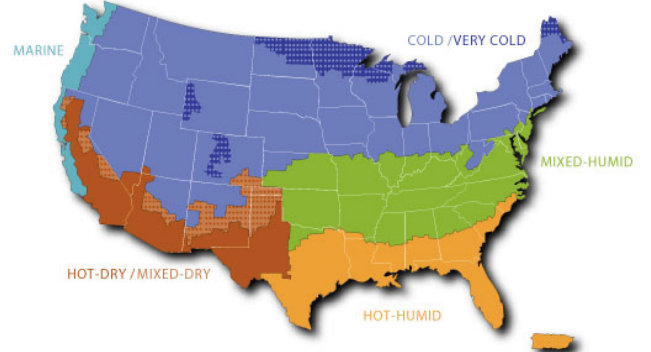 COLD / VERY COLD
MARINE
MIXED-HUMID
HOT-DRY / MIXED-DRY
HOT-HUMID